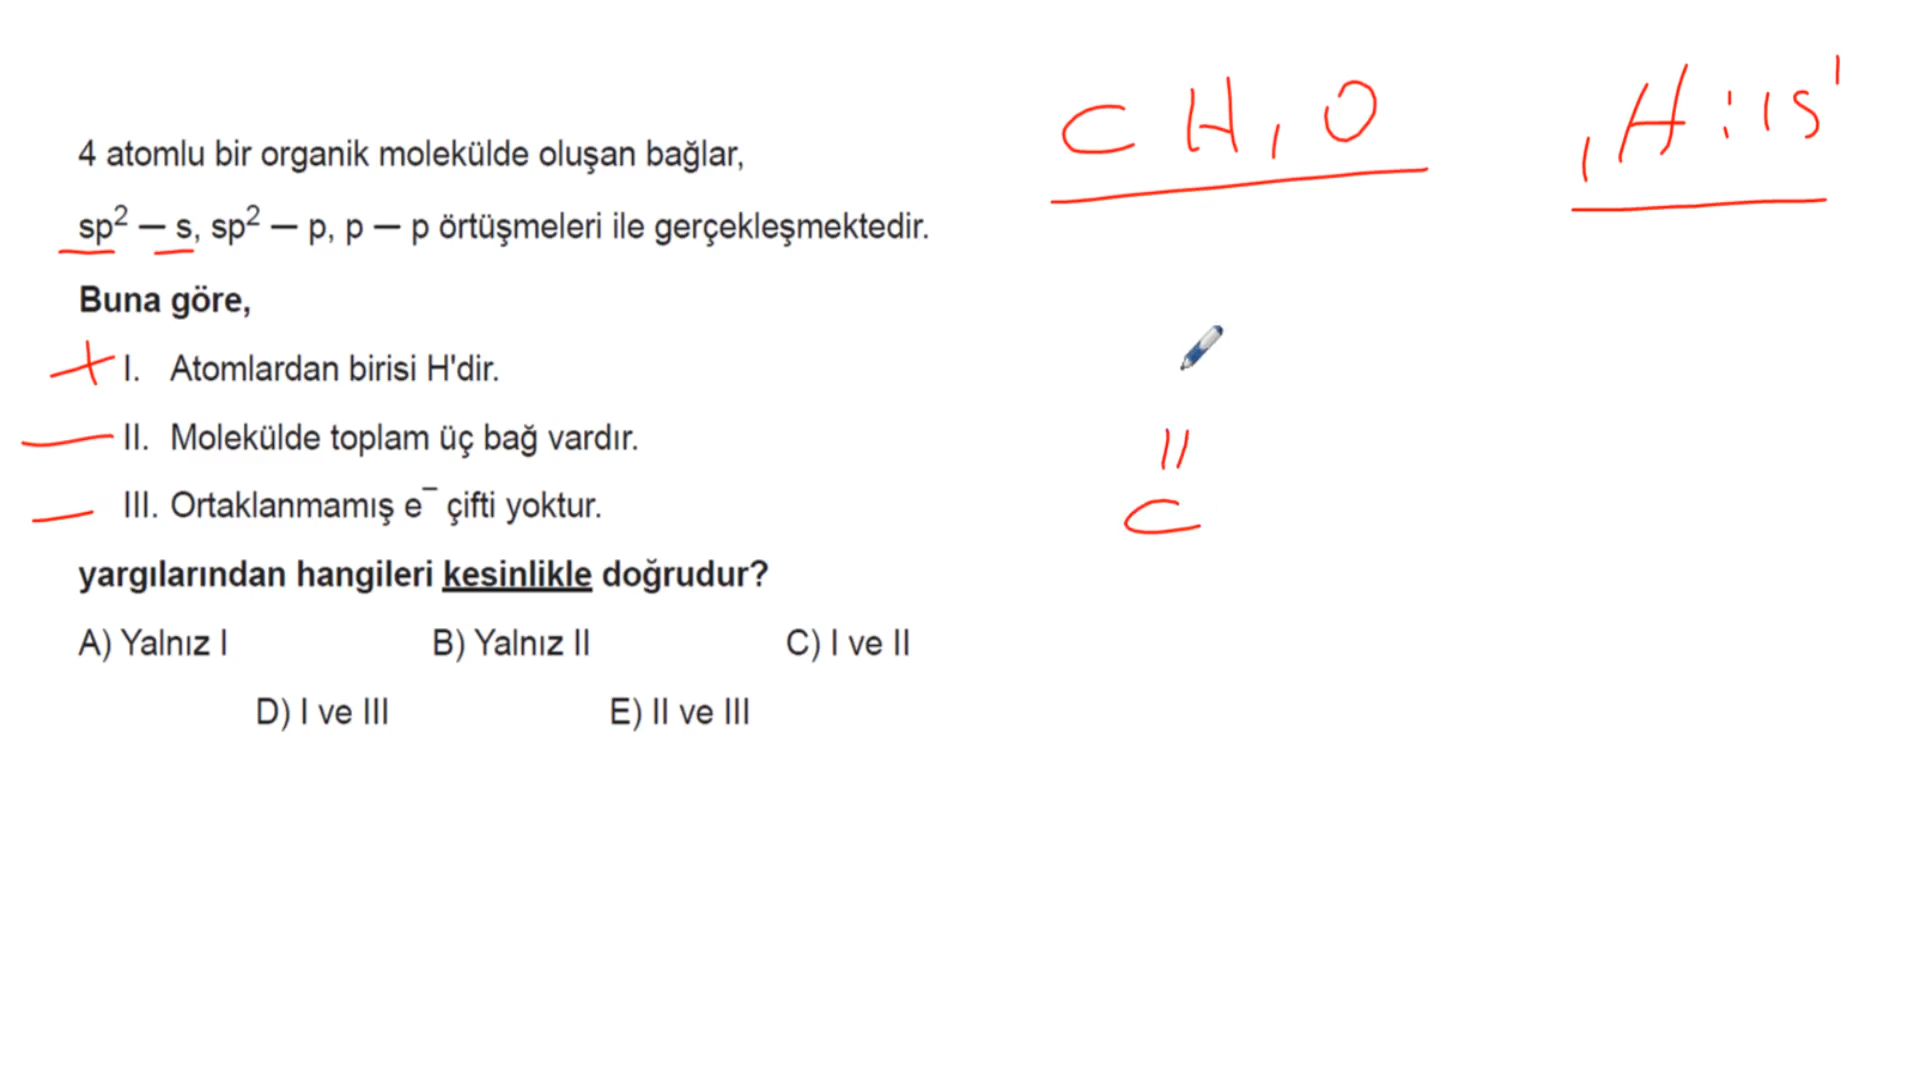 4 atomlu bir organik molekülde oluşan bağlar,
sp² – s, sp² – p, p – p örtüşmeleri ile gerçekleşmektedir.
Buna göre,
+ I. Atomlardan birisi H'dir.
— II. Molekülde toplam üç bağ vardır.
— III. Ortaklanmamış e⁻ çifti yoktur.
yargılarından hangileri kesinlikle doğrudur?
A) Yalnız I B) Yalnız II C) I ve II
D) I ve III E) II ve III
C H, O
₁H : 1s¹
||
C